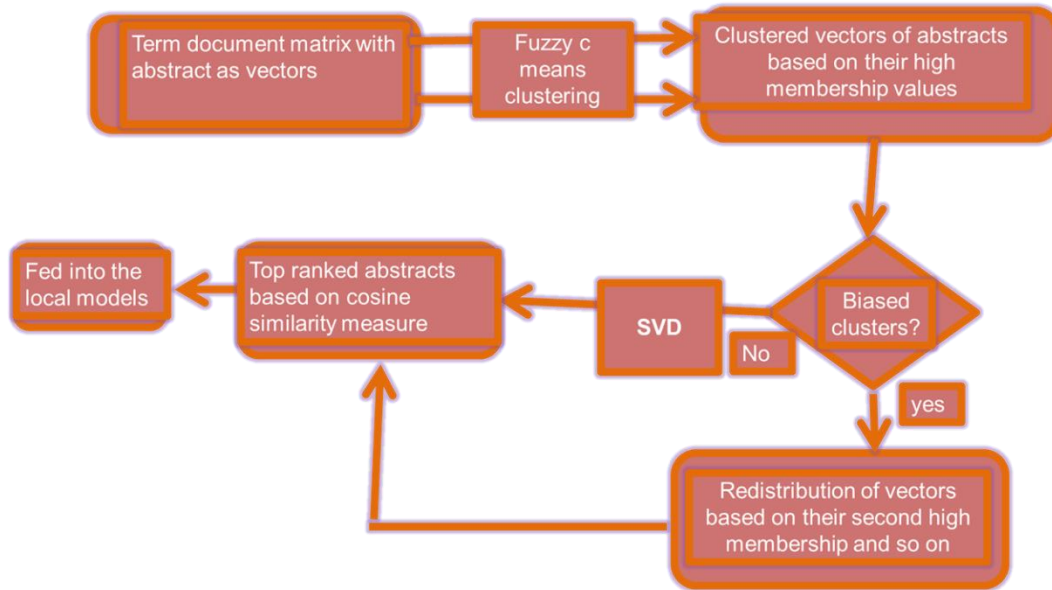 Term document matrix with
abstract as vectors
Fuzzy c
means
clustering
Clustered vectors of abstracts
based on their high
membership values
Biased
clusters?
No
yes
SVD
Top ranked abstracts
based on cosine
similarity measure
Fed into the
local models
Redistribution of vectors
based on their second high
membership and so on